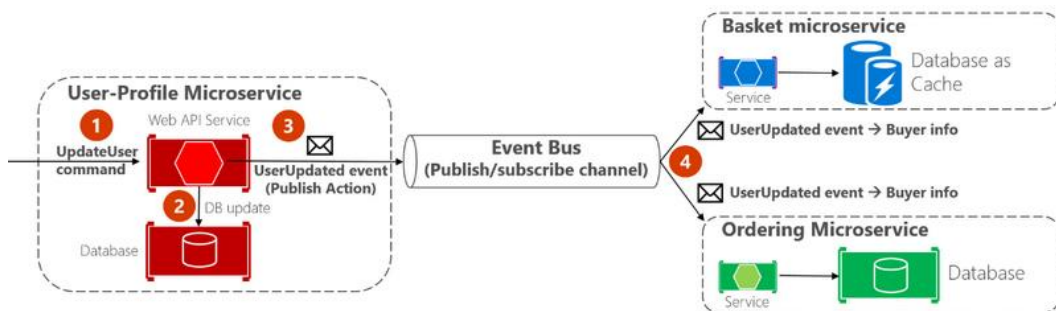 User-Profile Microservice
1
Web API Service
3
UpdateUser
command
UserUpdated event
(Publish Action)
2
DB update
Database
Event Bus
(Publish/subscribe channel)
4
Basket microservice
Service
Database as
Cache
UserUpdated event → Buyer info
UserUpdated event → Buyer info
Ordering Microservice
Service
Database